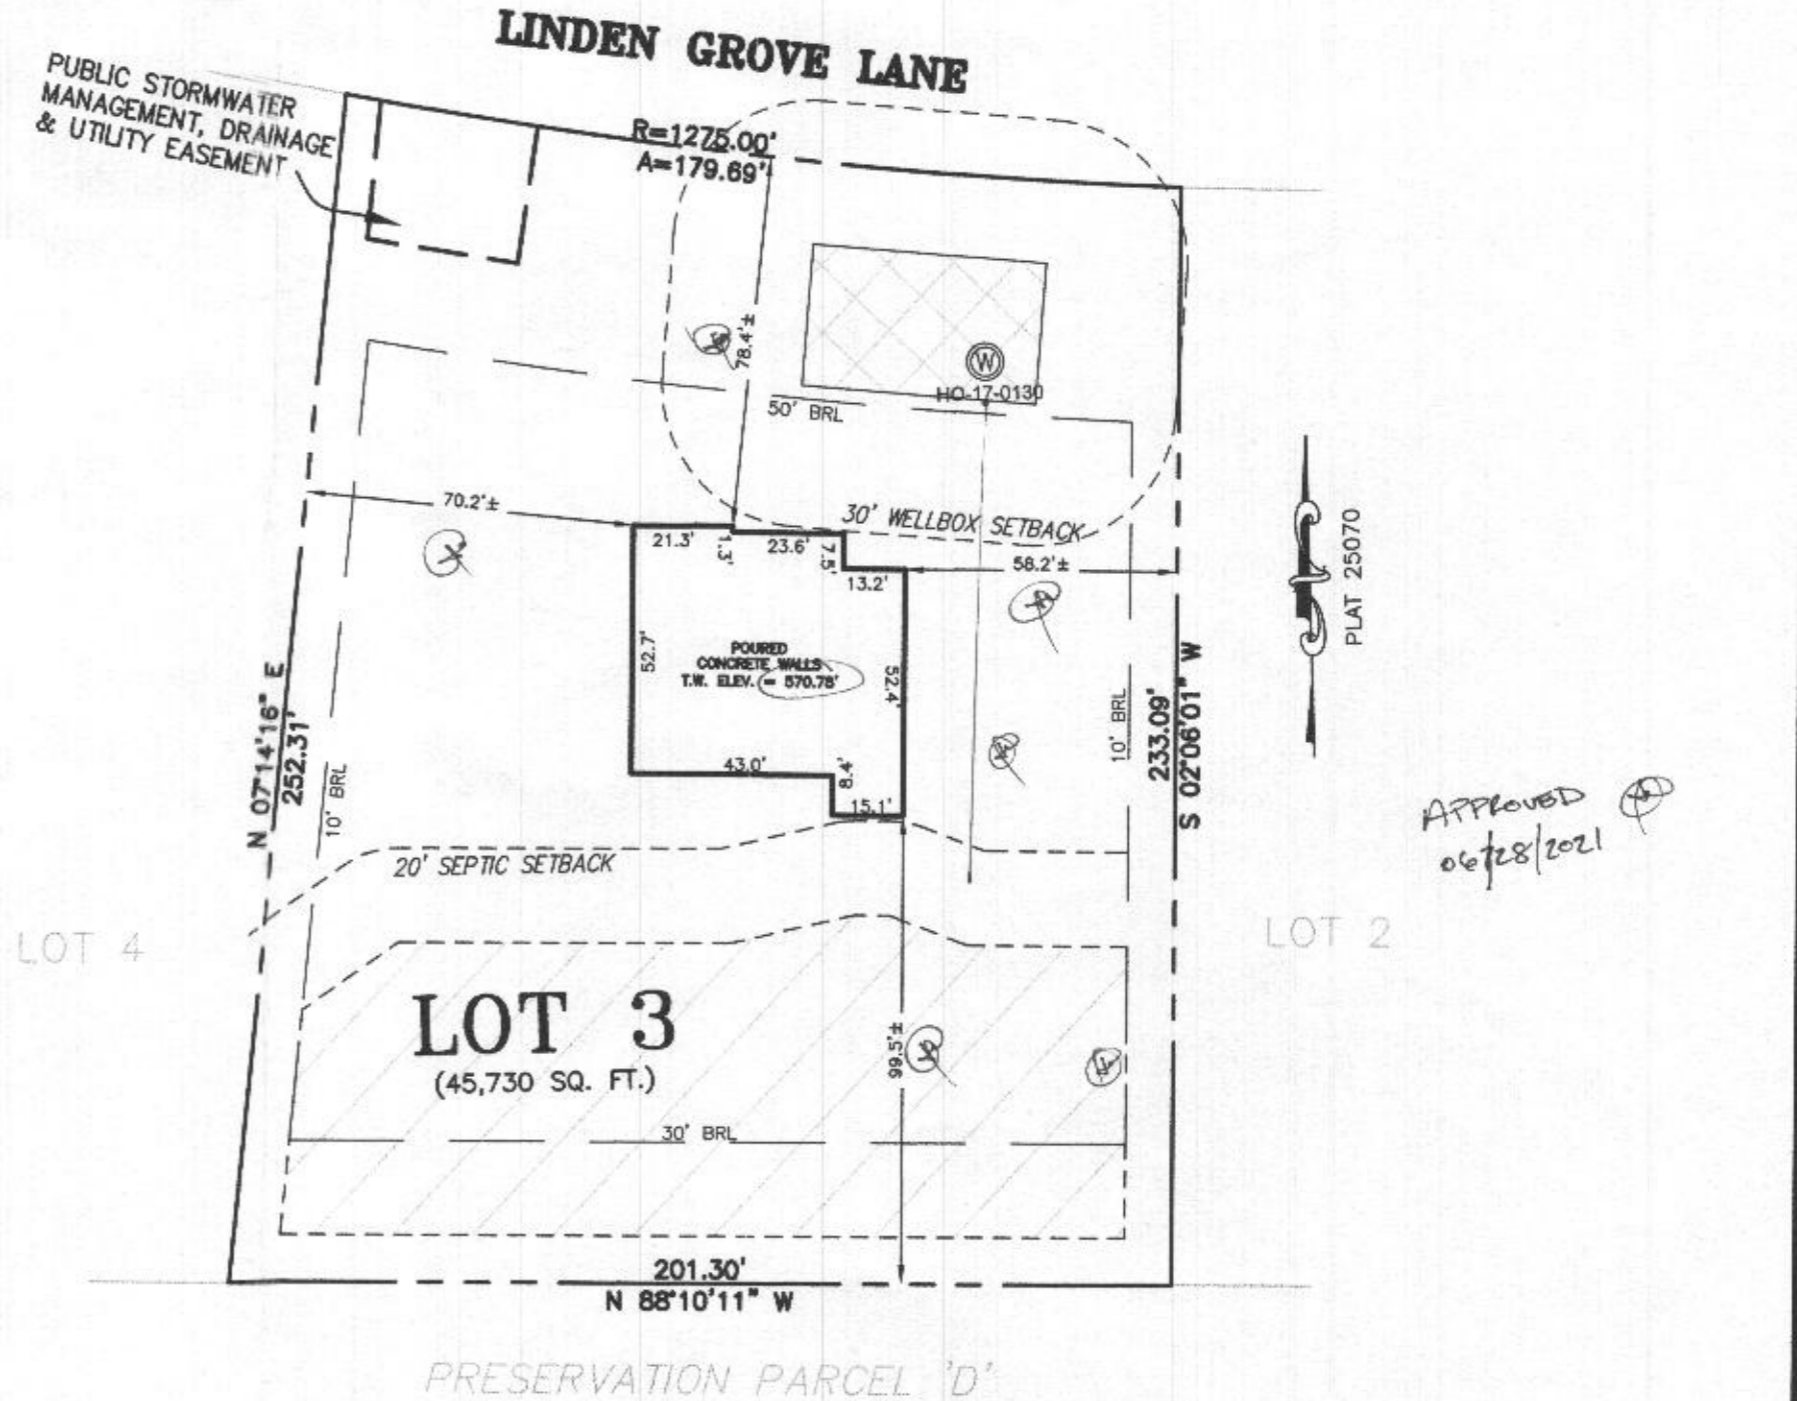 LINDEN GROVE LANE
PUBLIC STORMWATER
MANAGEMENT, DRAINAGE
& UTILITY EASEMENT
R=1275.00'
A=179.69'
78.4'±
W
HO-17-0130
50' BRL
70.2'±
30' WELLBOX SETBACK
21.3'
1.3'
23.6'
7.5'
13.2'
58.2'±
PLAT 25070
52.7'
POURED
CONCRETE WALLS
T.W. ELEV. = 570.78'
52.4'
43.0'
8.4'
15.1'
N 07°14'16" E
252.31'
10' BRL
10' BRL
233.09'
S 02°06'01" W
APPROVED
06/28/2021
20' SEPTIC SETBACK
LOT 4
LOT 2
LOT 3
(45,730 SQ. FT.)
99.5'±
30' BRL
201.30'
N 88°10'11" W
PRESERVATION PARCEL 'D'